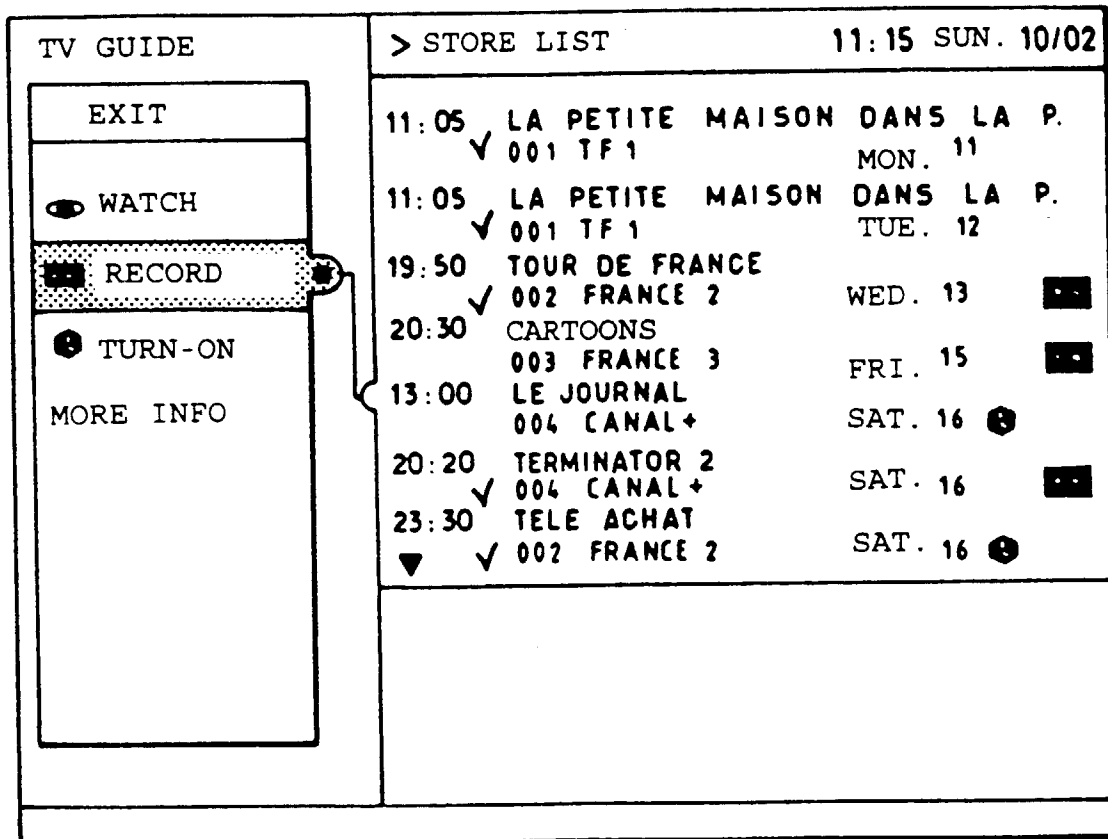 TV GUIDE
EXIT
WATCH
RECORD
TURN-ON
MORE INFO
> STORE LIST 11:15 SUN. 10/02
11:05 LA PETITE MAISON DANS LA P.
✓ 001 TF1 MON. 11
11:05 LA PETITE MAISON DANS LA P.
✓ 001 TF1 TUE. 12
19:50 TOUR DE FRANCE
✓ 002 FRANCE 2 WED. 13
20:30 CARTOONS
003 FRANCE 3 FRI. 15
13:00 LE JOURNAL
004 CANAL+ SAT. 16
20:20 TERMINATOR 2
✓ 004 CANAL+ SAT. 16
23:30 TELE ACHAT
▼ ✓ 002 FRANCE 2 SAT. 16